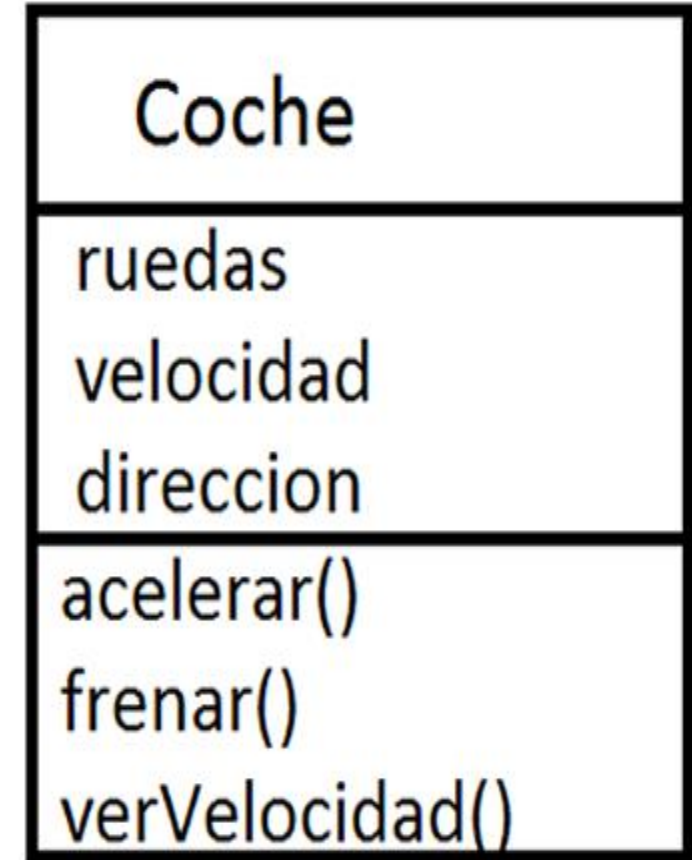 Coche
ruedas
velocidad
direccion
acelerar()
frenar()
verVelocidad()